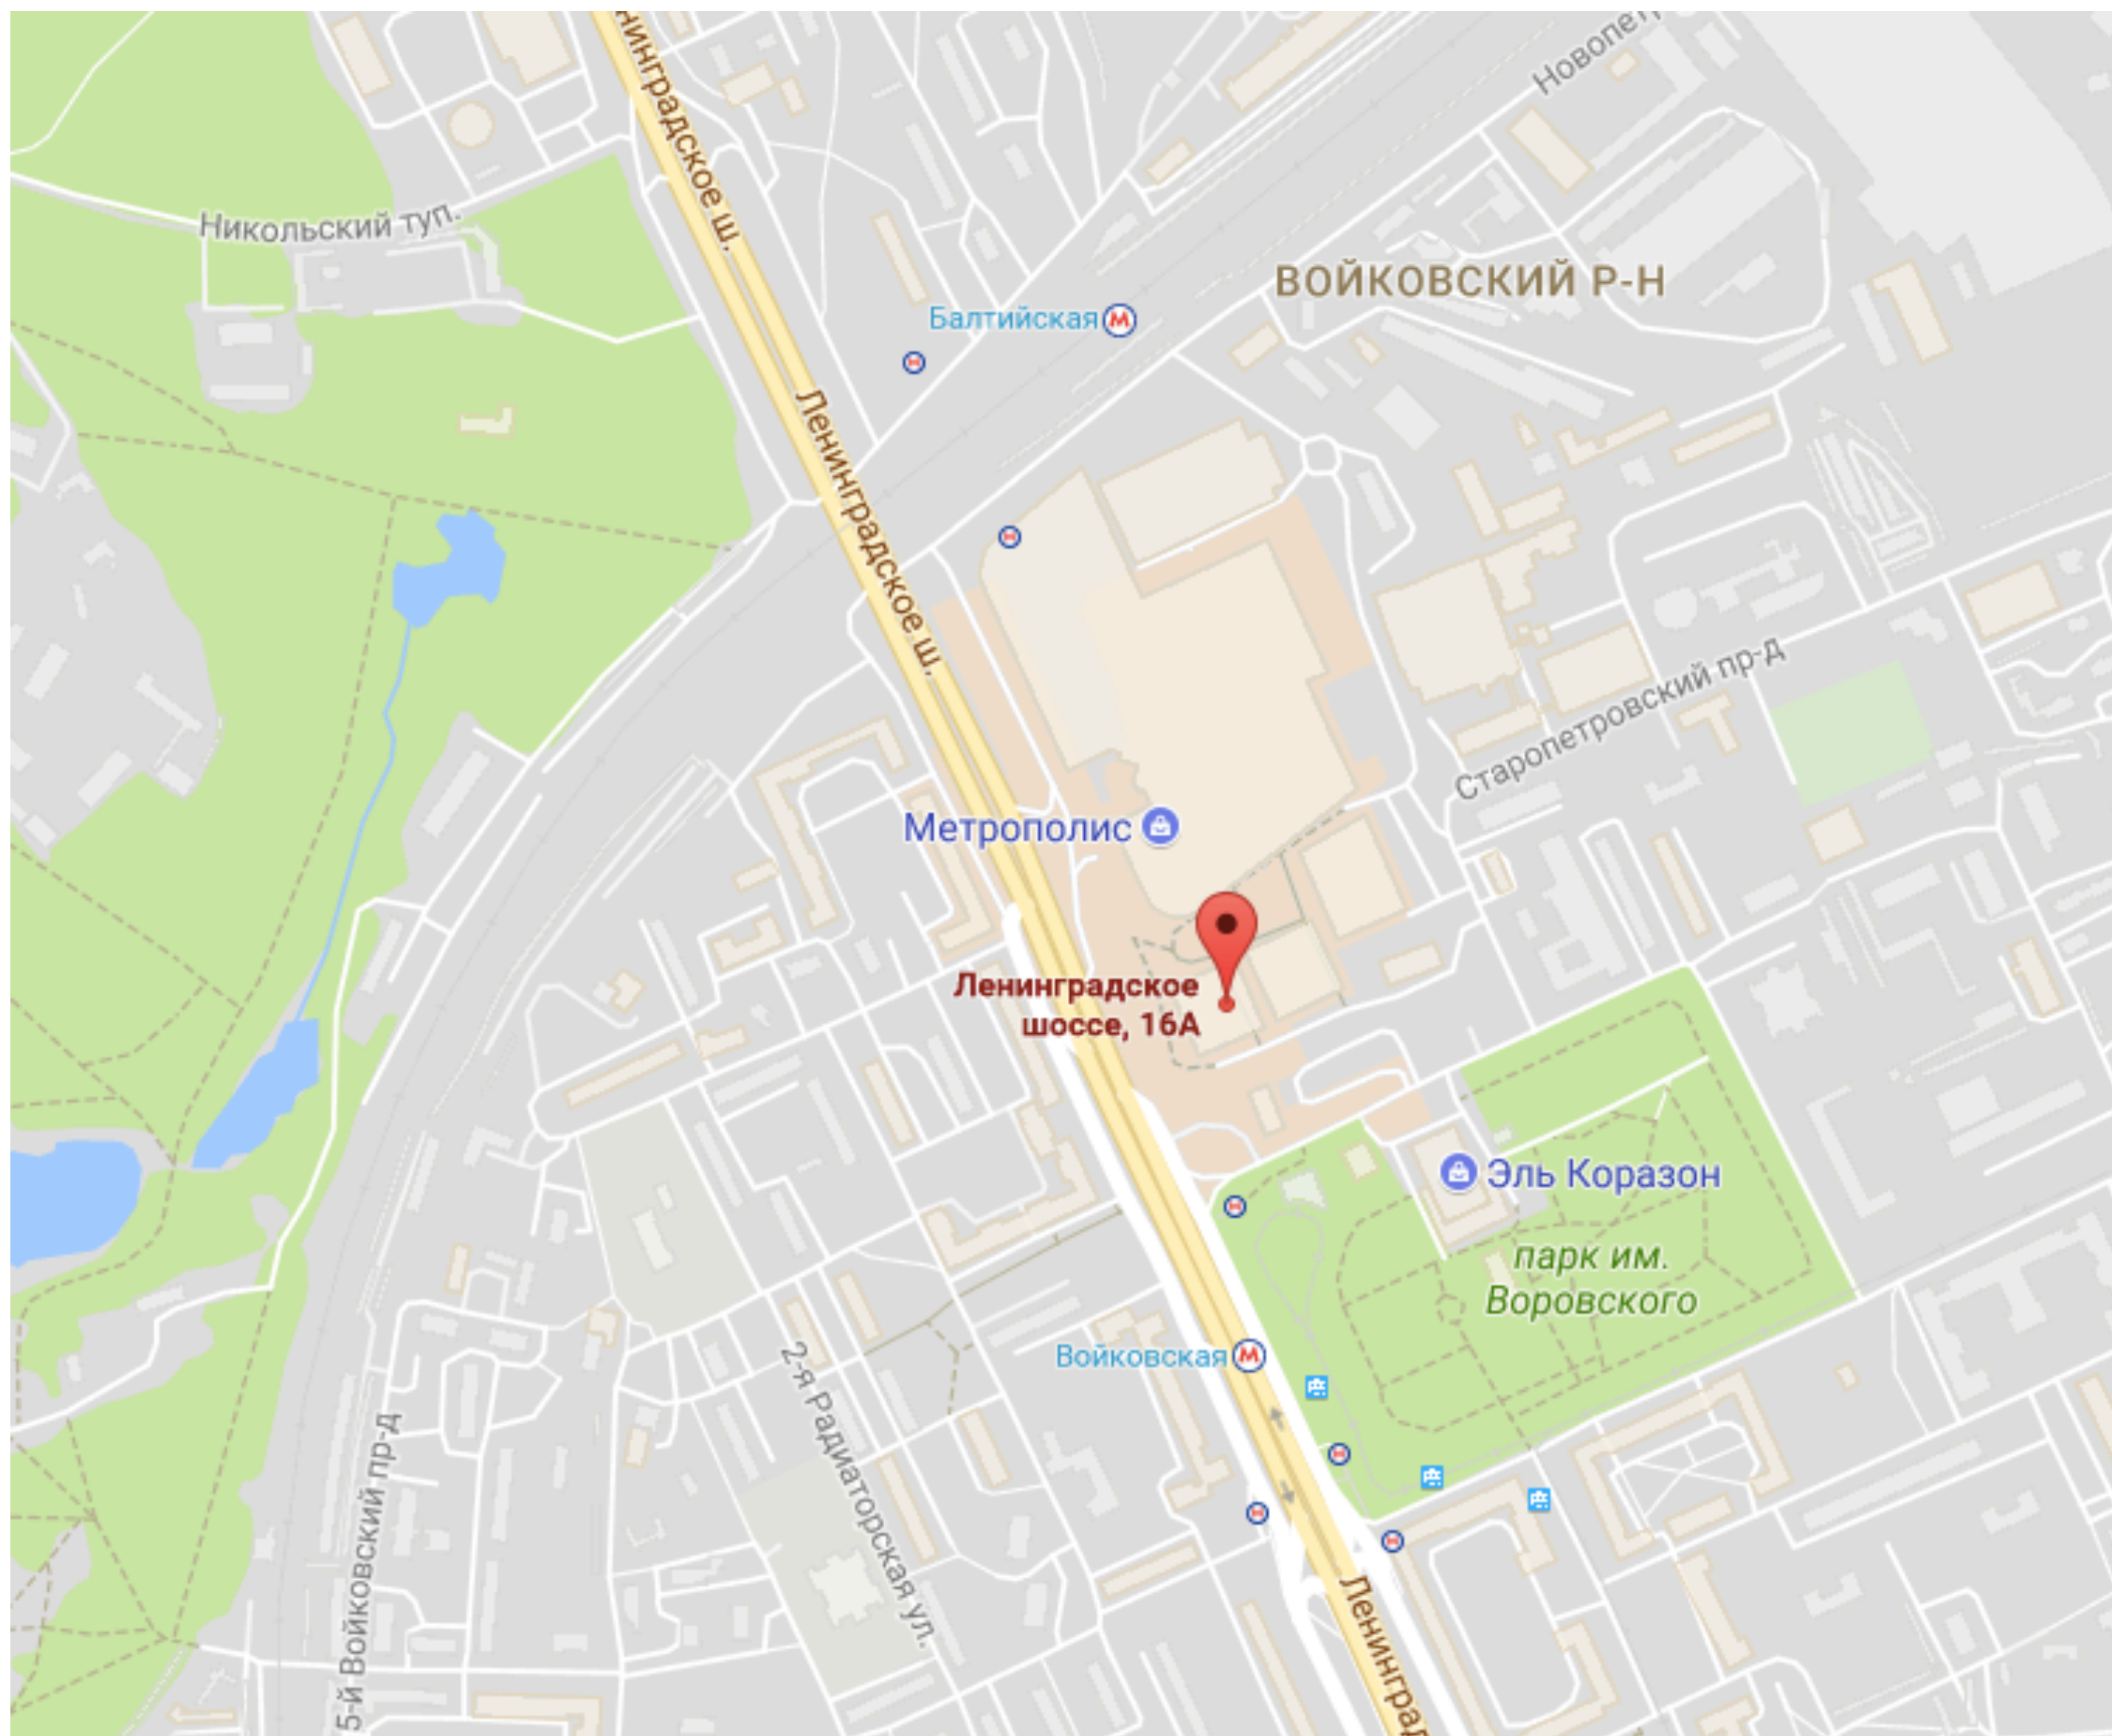 нинградское ш.
Новопет
Никольский туп.
ВОЙКОВСКИЙ Р-Н
Балтийская
Ленинградское ш.
Старопетровский пр-д
Метрополис
Ленинградское
шоссе, 16А
Эль Коразон
парк им.
Воровского
Войковская
2-я Радиаторская ул.
5-й Войковский пр-д
Ленинград